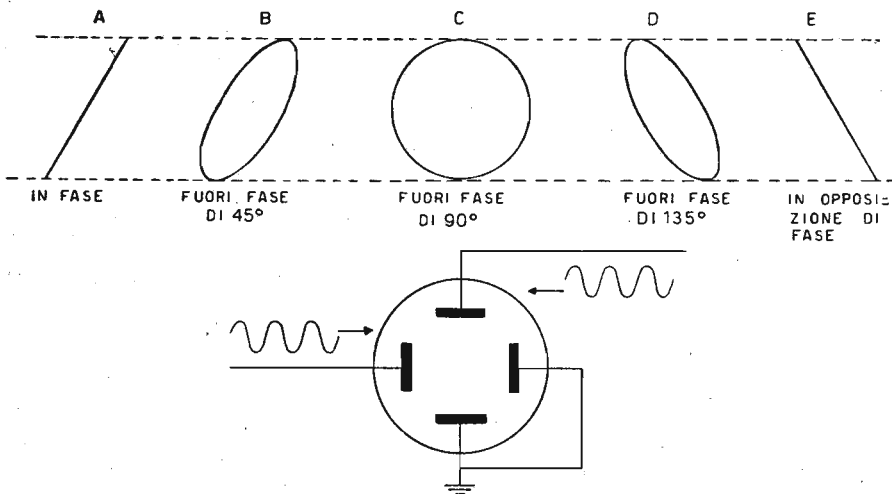 A
B
C
D
E
IN FASE
FUORI FASE
DI 45°
FUORI FASE
DI 90°
FUORI FASE
DI 135°
IN OPPOSI=
ZIONE DI
FASE